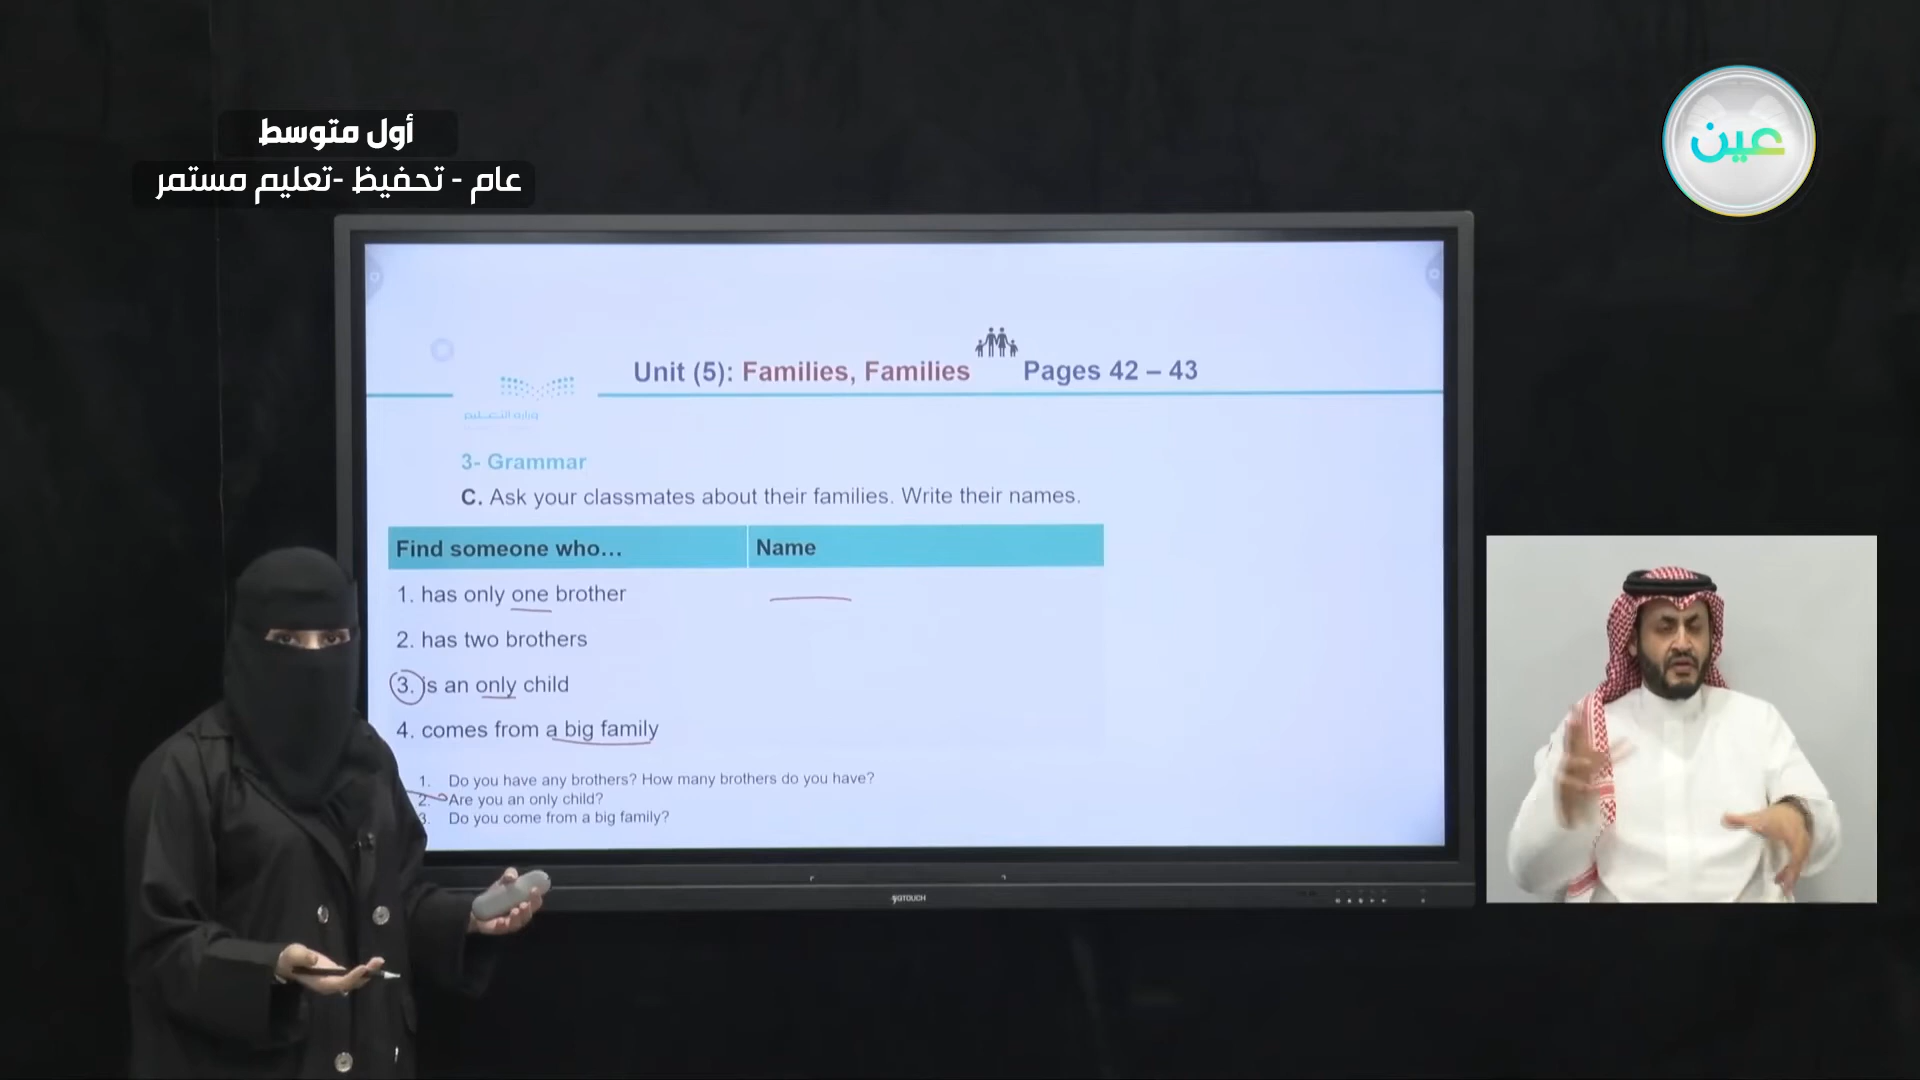 أول متوسط
عام - تحفيظ -تعليم مستمر
عين
Unit (5): Families, Families Pages 42 – 43
وزارة التعليم
3- Grammar
C. Ask your classmates about their families. Write their names.
Find someone who... Name
1. has only one brother
2. has two brothers
3. is an only child
4. comes from a big family
1. Do you have any brothers? How many brothers do you have?
2. Are you an only child?
3. Do you come from a big family?